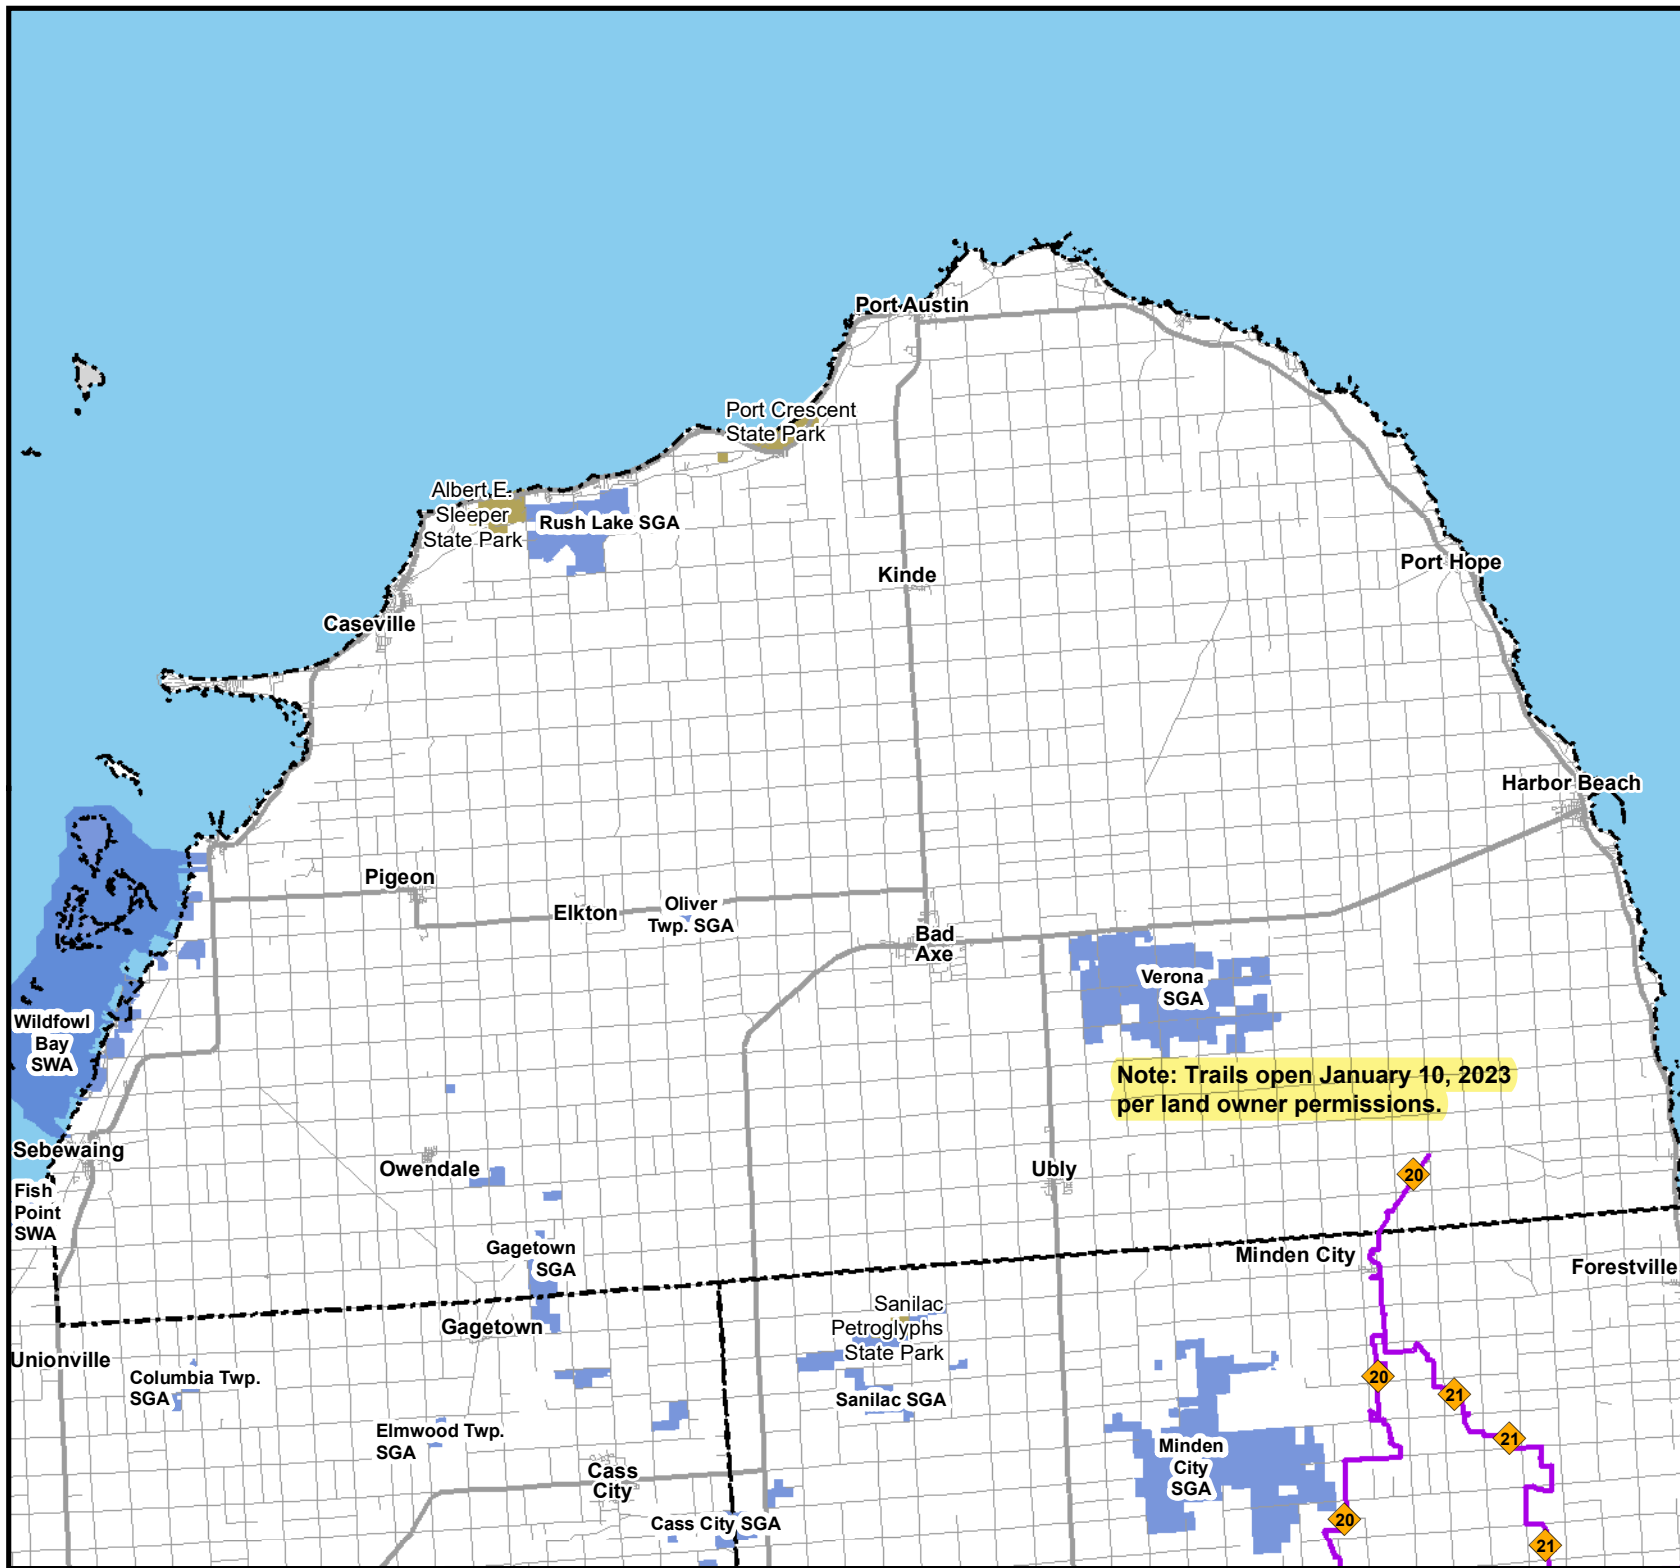 Port Austin
Port Crescent
State Park
Albert E.
Sleeper
State Park
Rush Lake SGA
Kinde
Port Hope
Caseville
Harbor Beach
Pigeon
Elkton
Oliver
Twp. SGA
Bad
Axe
Verona
SGA
Wildfowl
Bay
SWA
Note: Trails open January 10, 2023
per land owner permissions.
Sebewaing
Owendale
Ubly
20
Fish
Point
SWA
Gagetown
SGA
Minden City
Forestville
Sanilac
Petroglyphs
State Park
Gagetown
Unionville
Columbia Twp.
SGA
20
21
Sanilac SGA
Elmwood Twp.
SGA
21
Minden
City
SGA
Cass
City
Cass City SGA
20
21